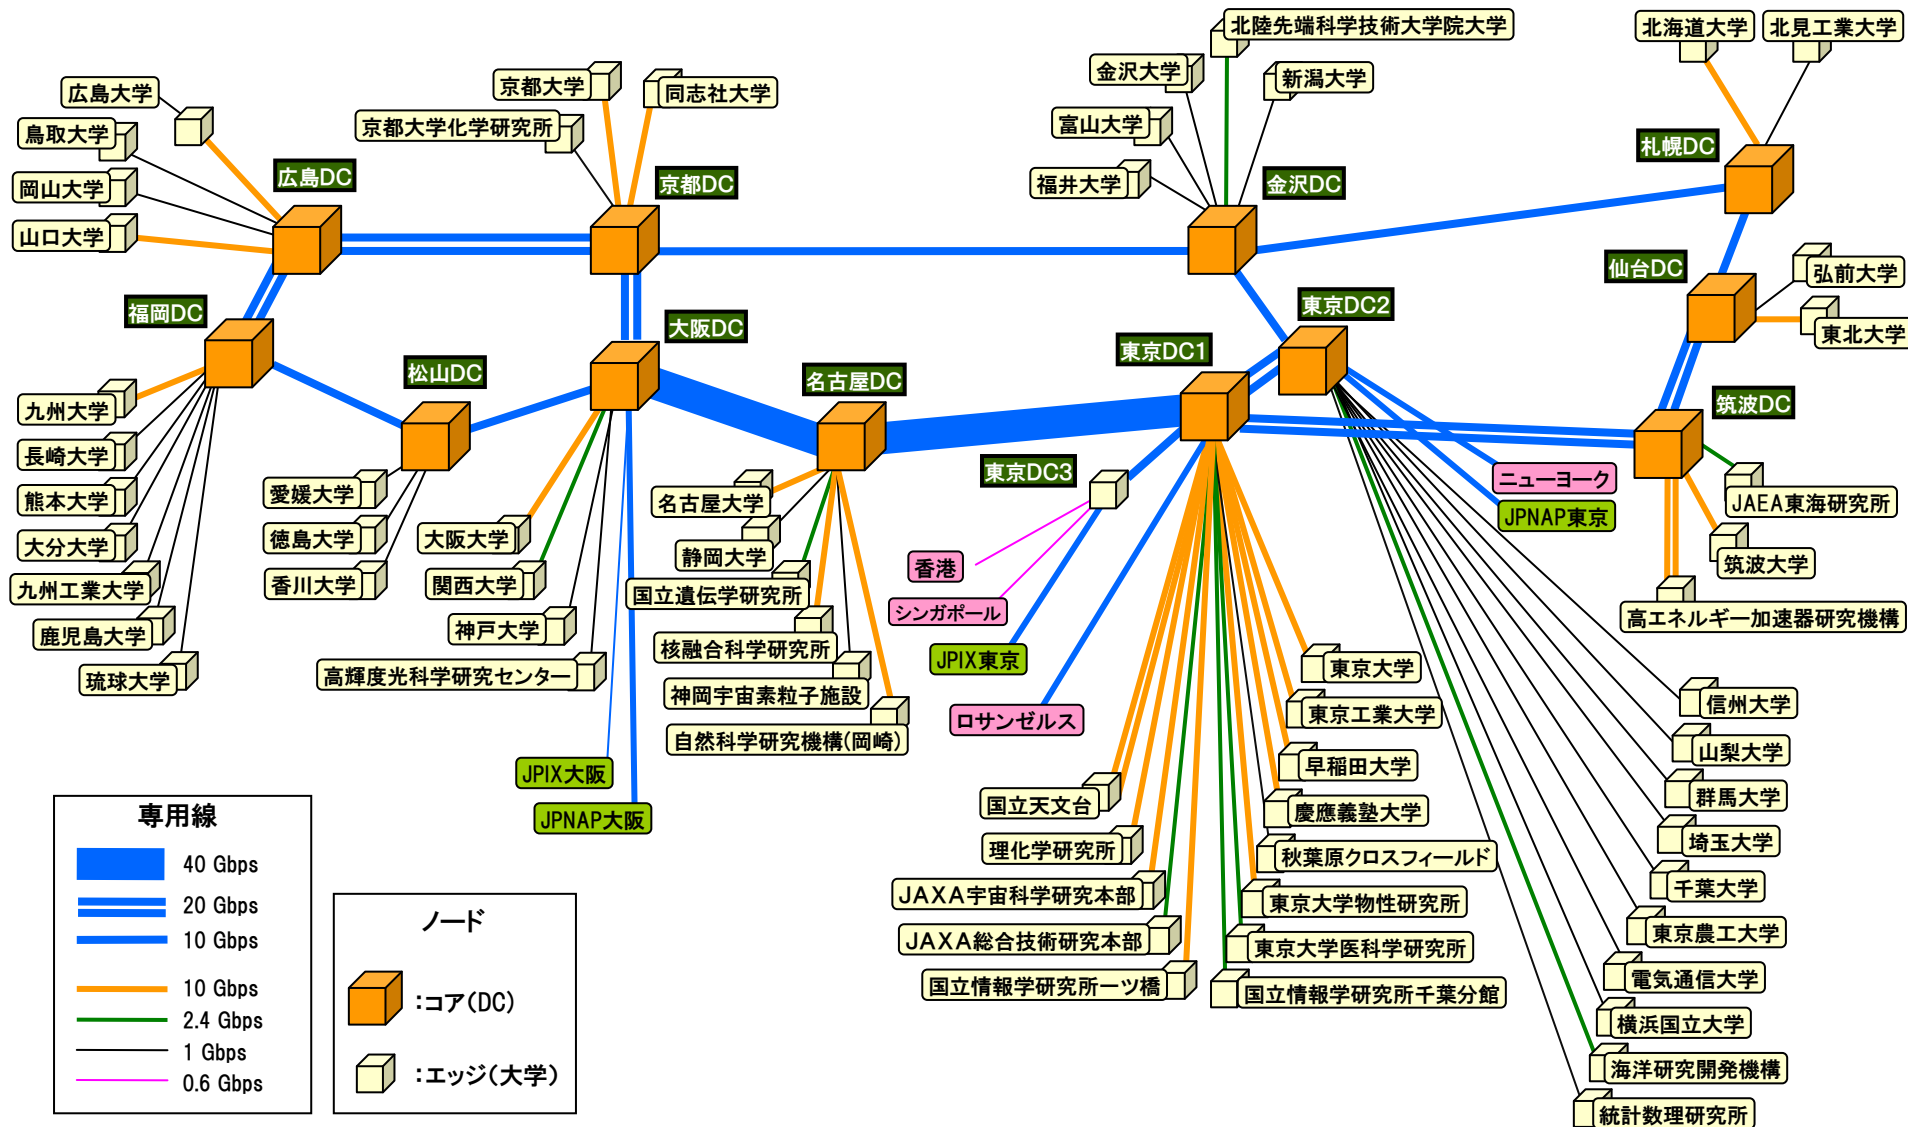 北陸先端科学技術大学院大学
北海道大学
北見工業大学
金沢大学
新潟大学
広島大学
京都大学
同志社大学
鳥取大学
京都大学化学研究所
富山大学
札幌DC
岡山大学
広島DC
京都DC
福井大学
金沢DC
山口大学
仙台DC
弘前大学
福岡DC
大阪DC
東京DC2
東北大学
東京DC1
松山DC
名古屋DC
筑波DC
九州大学
長崎大学
東京DC3
ニューヨーク
愛媛大学
名古屋大学
JAEA東海研究所
熊本大学
JPNAP東京
大分大学
徳島大学
大阪大学
静岡大学
筑波大学
香港
九州工業大学
香川大学
関西大学
国立遺伝学研究所
シンガポール
高エネルギー加速器研究機構
鹿児島大学
神戸大学
核融合科学研究所
JPIX東京
東京大学
琉球大学
高輝度光科学研究センター
神岡宇宙素粒子施設
信州大学
ロサンゼルス
東京工業大学
自然科学研究機構(岡崎)
山梨大学
JPIX大阪
早稲田大学
群馬大学
国立天文台
慶應義塾大学
JPNAP大阪
埼玉大学
理化学研究所
秋葉原クロスフィールド
千葉大学
JAXA宇宙科学研究本部
東京大学物性研究所
東京農工大学
JAXA総合技術研究本部
東京大学医科学研究所
電気通信大学
国立情報学研究所一ツ橋
国立情報学研究所千葉分館
横浜国立大学
海洋研究開発機構
統計数理研究所
専用線
40 Gbps
20 Gbps
10 Gbps
10 Gbps
2.4 Gbps
1 Gbps
0.6 Gbps
ノード
:コア(DC)
:エッジ(大学)